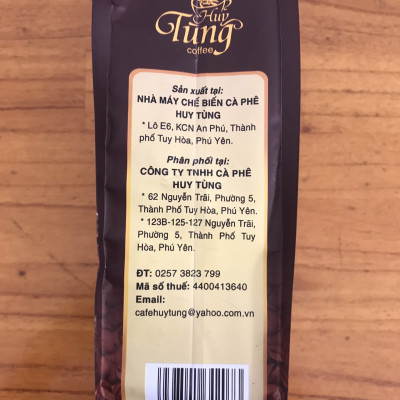 Huy
Tùng
coffee
Sản xuất tại:
NHÀ MÁY CHẾ BIẾN CÀ PHÊ
HUY TÙNG
* Lô E6, KCN An Phú, Thành
phố Tuy Hòa, Phú Yên.
Phân phối tại:
CÔNG TY TNHH CÀ PHÊ
HUY TÙNG
* 62 Nguyễn Trãi, Phường 5,
Thành Phố Tuy Hòa, Phú Yên.
* 123B-125-127 Nguyễn Trãi,
Phường 5, Thành Phố Tuy
Hòa, Phú Yên.
ĐT: 0257 3823 799
Mã số thuế: 4400413640
Email:
cafehuytung@yahoo.com.vn